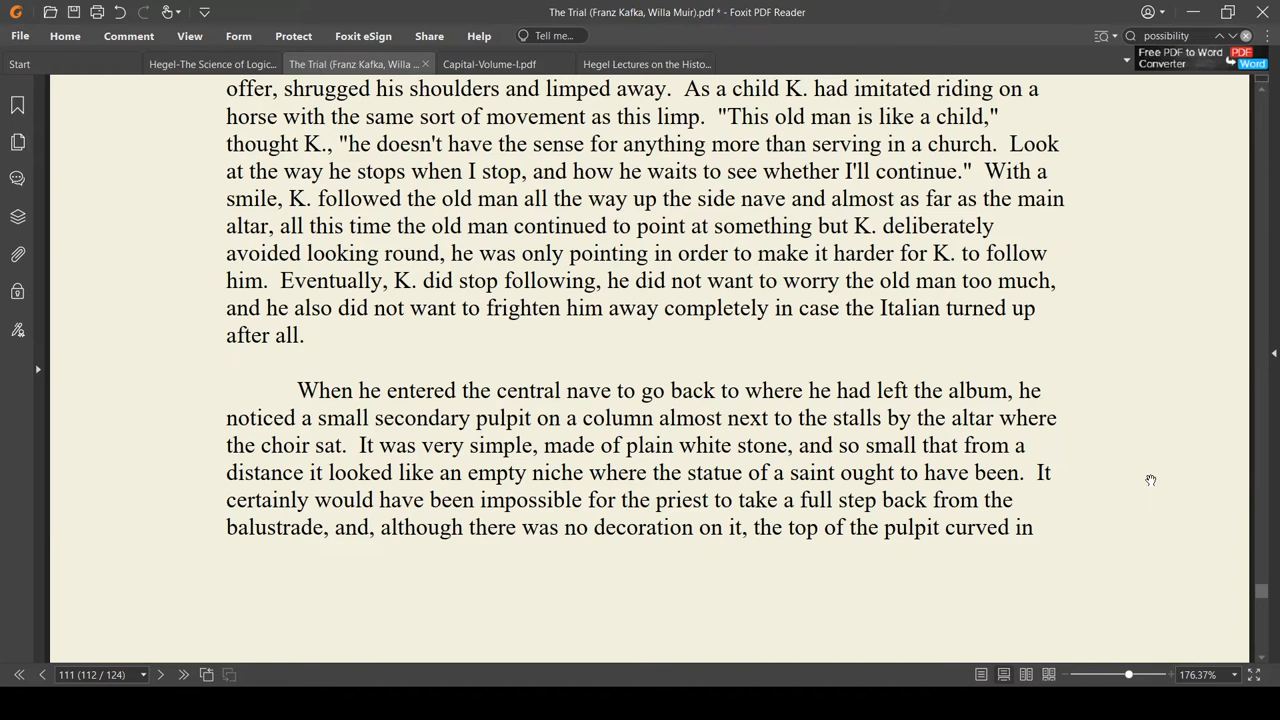 The Trial (Franz Kafka, Willa Muir).pdf * - Foxit PDF Reader
File Home Comment View Form Protect Foxit eSign Share Help Tell me... possibility
Start Hegel-The Science of Logic... The Trial (Franz Kafka, Willa ... Capital-Volume-I.pdf Hegel Lectures on the Histo...
Free PDF to Word PDF
Converter Word
offer, shrugged his shoulders and limped away. As a child K. had imitated riding on a
horse with the same sort of movement as this limp. "This old man is like a child,"
thought K., "he doesn't have the sense for anything more than serving in a church. Look
at the way he stops when I stop, and how he waits to see whether I'll continue." With a
smile, K. followed the old man all the way up the side nave and almost as far as the main
altar, all this time the old man continued to point at something but K. deliberately
avoided looking round, he was only pointing in order to make it harder for K. to follow
him. Eventually, K. did stop following, he did not want to worry the old man too much,
and he also did not want to frighten him away completely in case the Italian turned up
after all.
When he entered the central nave to go back to where he had left the album, he
noticed a small secondary pulpit on a column almost next to the stalls by the altar where
the choir sat. It was very simple, made of plain white stone, and so small that from a
distance it looked like an empty niche where the statue of a saint ought to have been. It
certainly would have been impossible for the priest to take a full step back from the
balustrade, and, although there was no decoration on it, the top of the pulpit curved in
111 (112 / 124) 176.37%